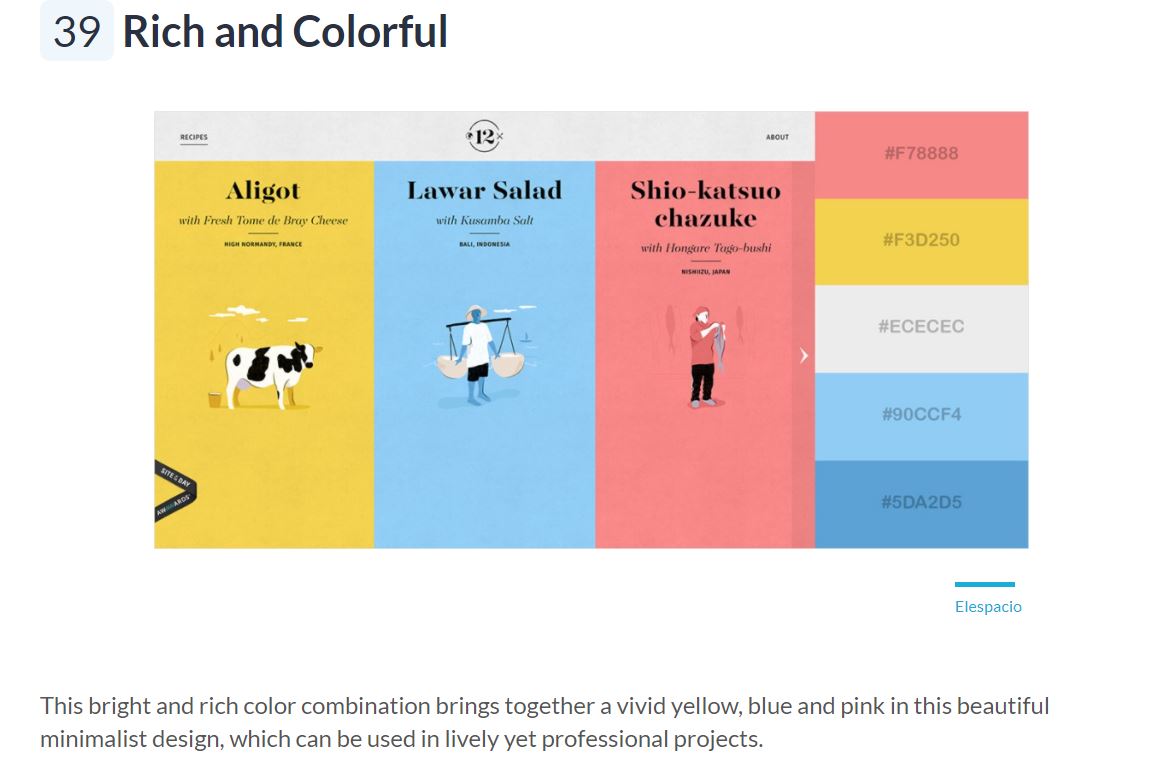 39 Rich and Colorful
RECIPES
12
ABOUT
Aligot
with Fresh Tome de Bray Cheese
HIGH NORMANDY, FRANCE
Lawar Salad
with Kusamba Salt
BALI, INDONESIA
Shio-katsuo
chazuke
with Hongare Tago-bushi
NISHIIZU, JAPAN
SITE OF THE DAY
AWWWARDS
#F78888
#F3D250
#ECECEC
#90CCF4
#5DA2D5
Elespacio
This bright and rich color combination brings together a vivid yellow, blue and pink in this beautiful
minimalist design, which can be used in lively yet professional projects.